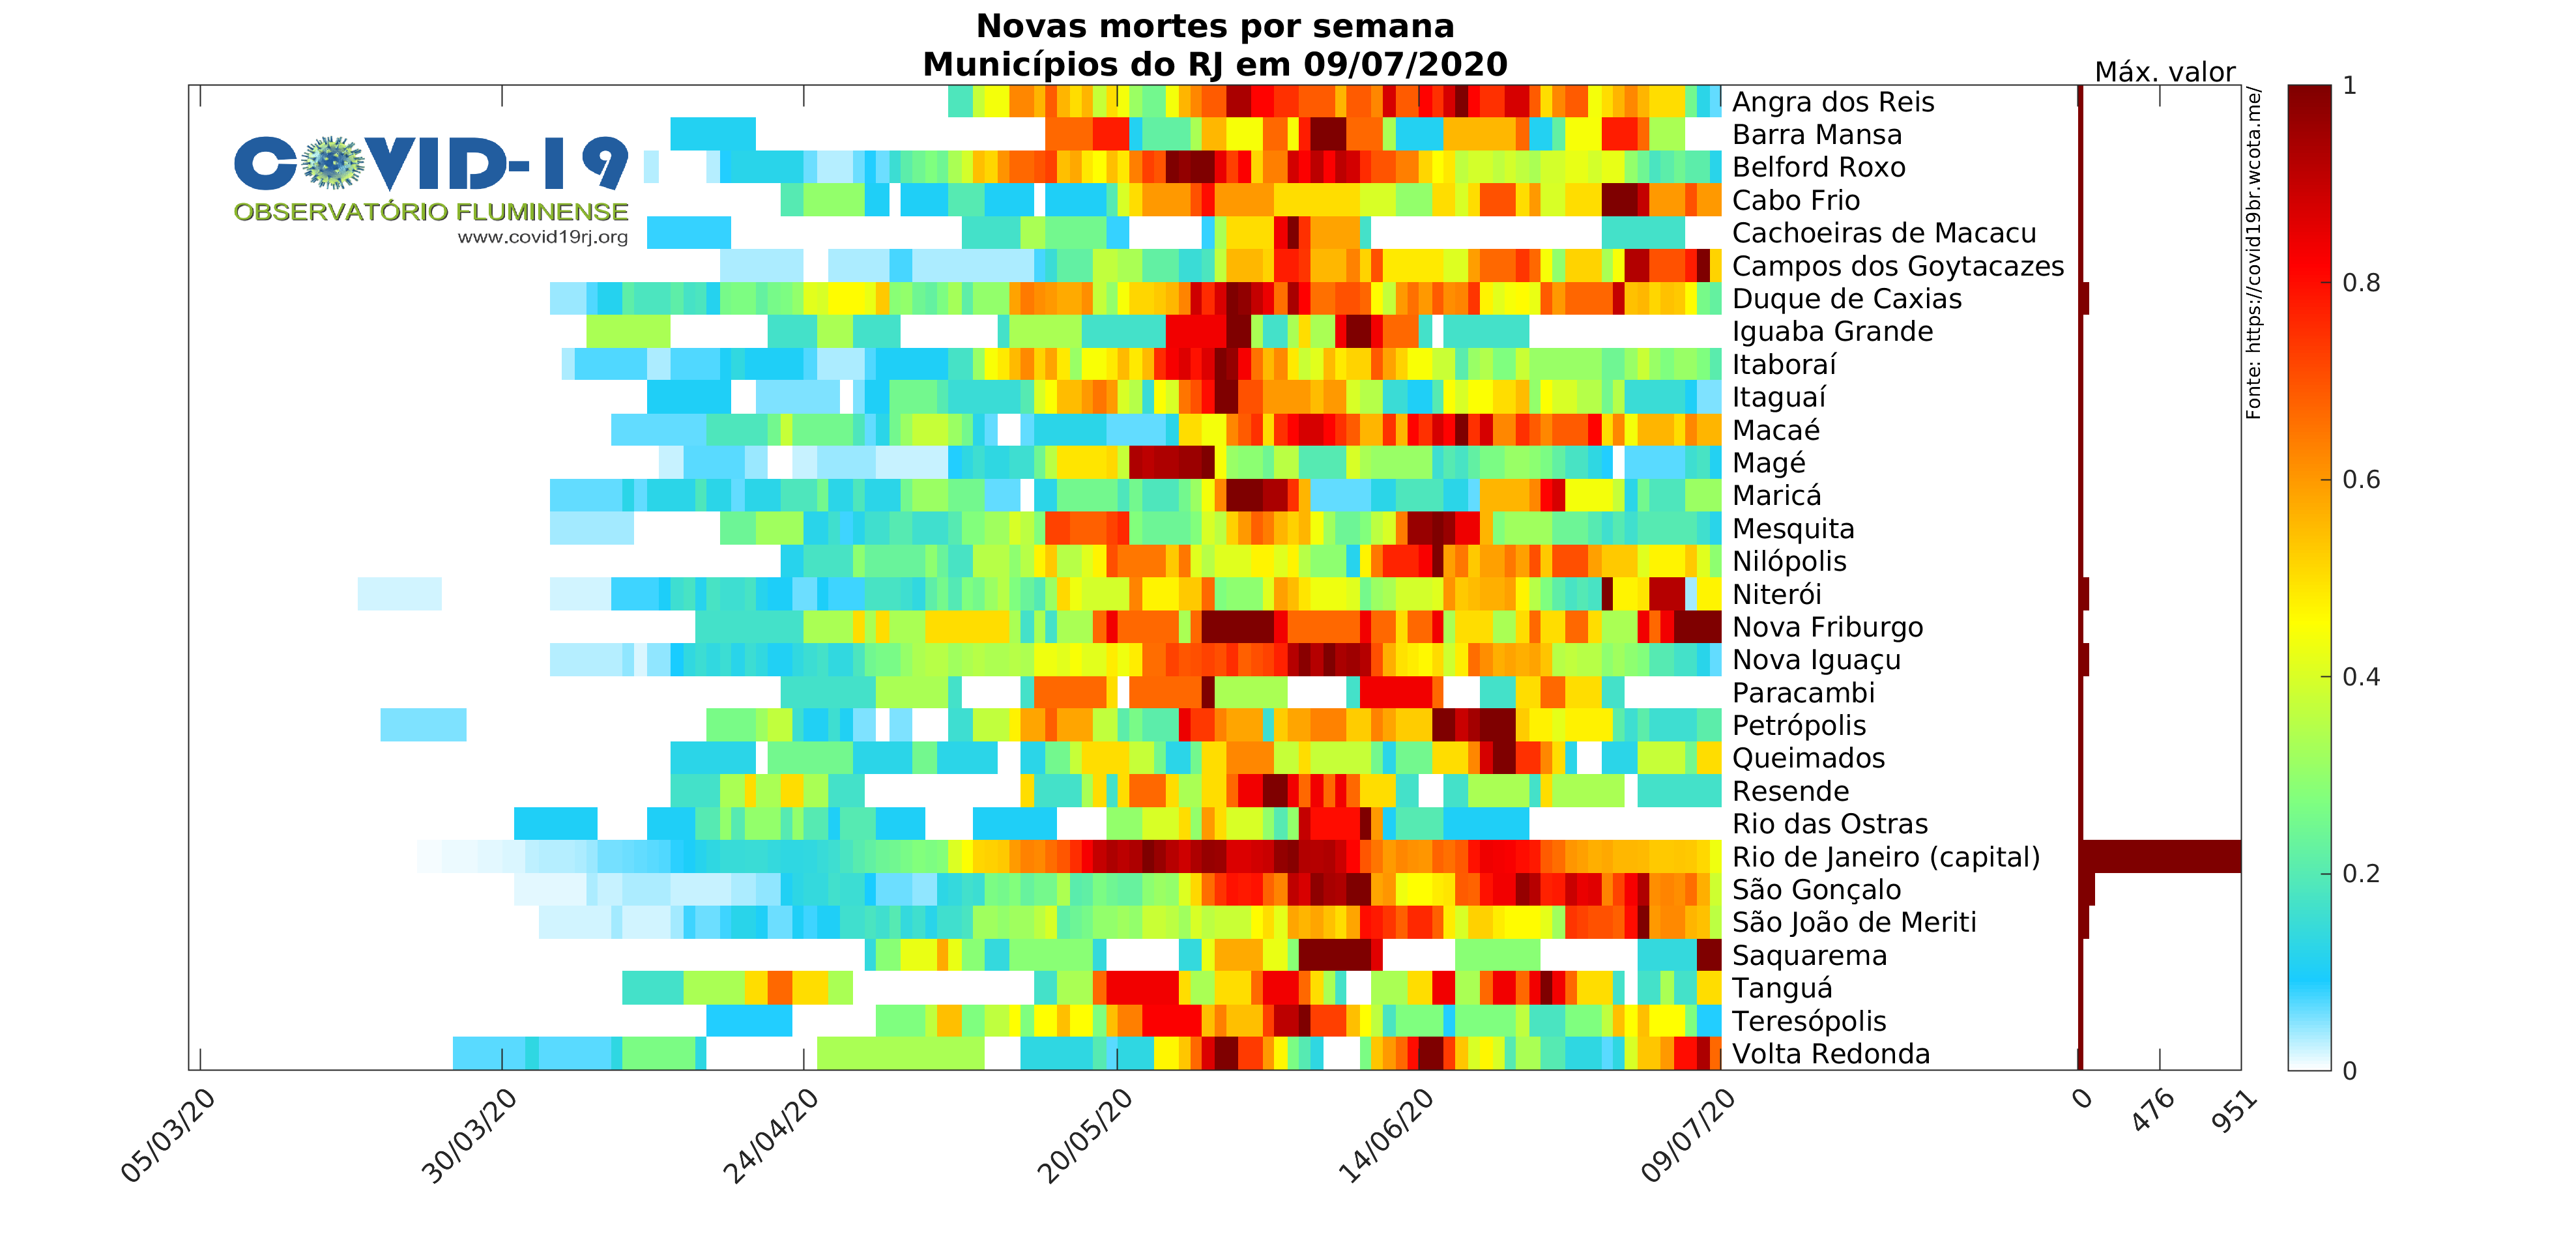 Novas mortes por semana
Municípios do RJ em 09/07/2020
Máx. valor
COVID-19
OBSERVATÓRIO FLUMINENSE
www.covid19rj.org
Angra dos Reis
Barra Mansa
Belford Roxo
Cabo Frio
Cachoeiras de Macacu
Campos dos Goytacazes
Duque de Caxias
Iguaba Grande
Itaboraí
Itaguaí
Macaé
Magé
Maricá
Mesquita
Nilópolis
Niterói
Nova Friburgo
Nova Iguaçu
Paracambi
Petrópolis
Queimados
Resende
Rio das Ostras
Rio de Janeiro (capital)
São Gonçalo
São João de Meriti
Saquarema
Tanguá
Teresópolis
Volta Redonda
Fonte: https://covid19br.wcota.me/
1
0.8
0.6
0.4
0.2
0
05/03/20
30/03/20
24/04/20
20/05/20
14/06/20
09/07/20
0
476
951